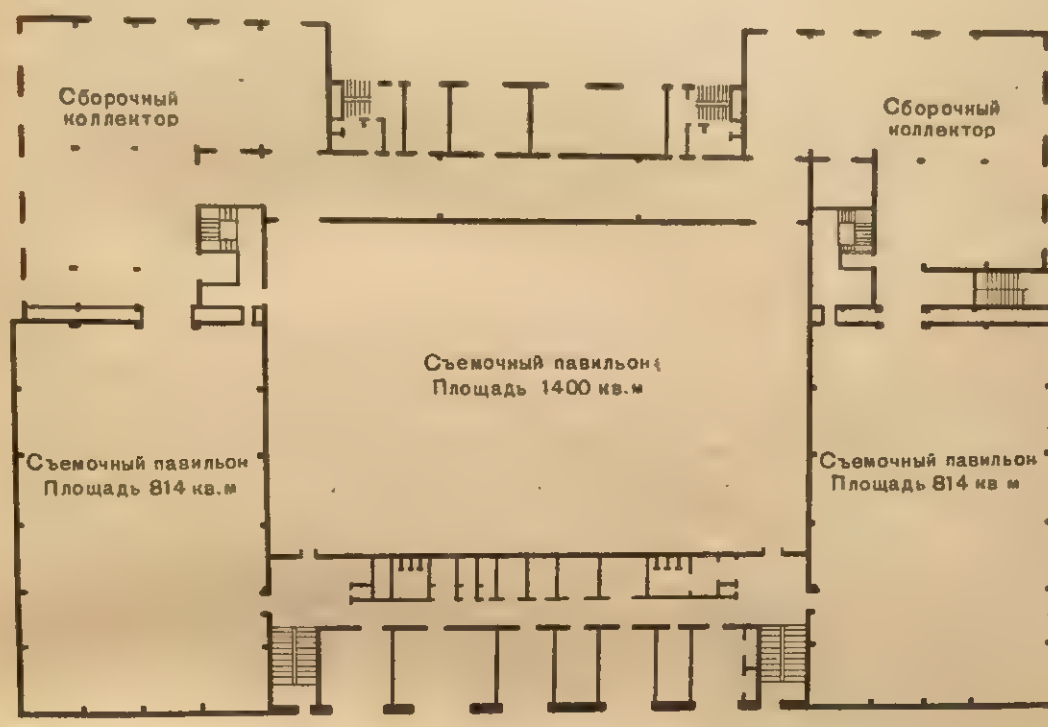 Сборочный
коллектор
Сборочный
коллектор
Съемочный павильон
Площадь 1400 кв.м
Съемочный павильон
Площадь 814 кв.м
Съемочный павильон
Площадь 814 кв м